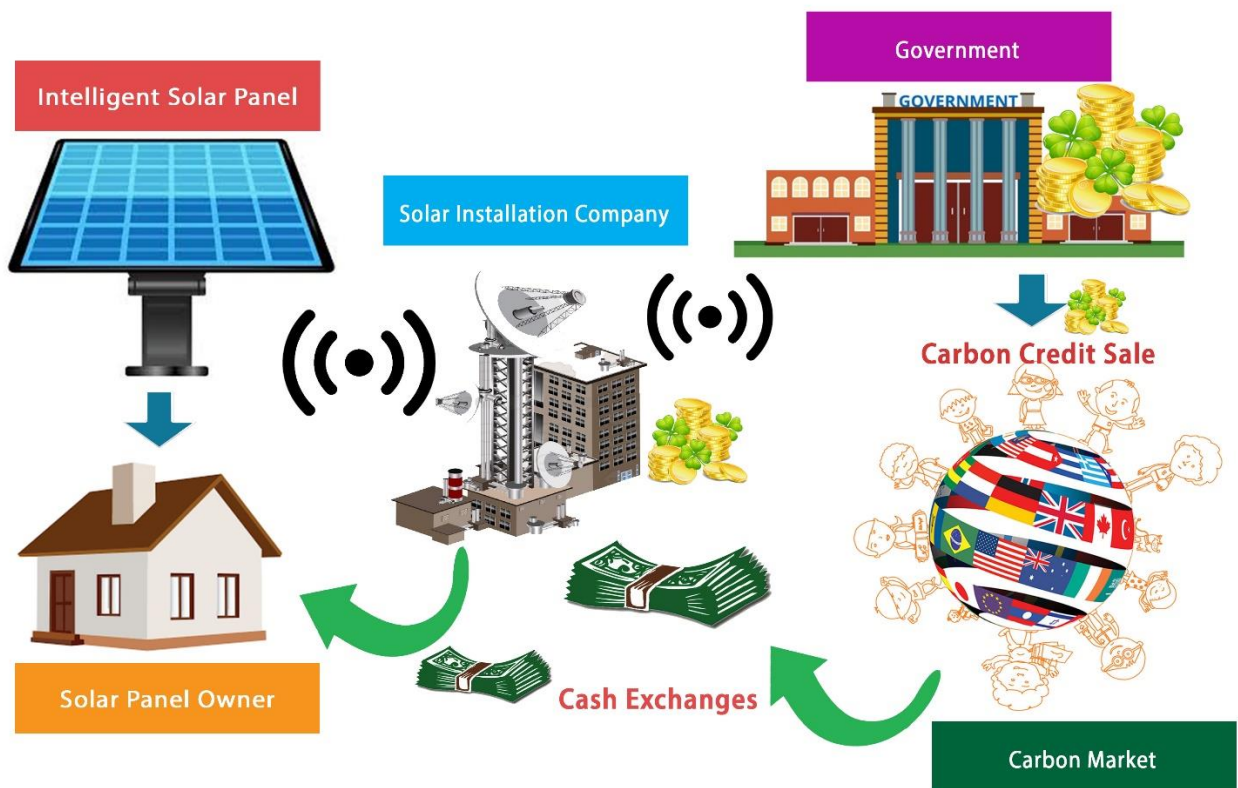 Government
Intelligent Solar Panel
GOVERNMENT
Solar Installation Company
Carbon Credit Sale
Solar Panel Owner
Cash Exchanges
Carbon Market